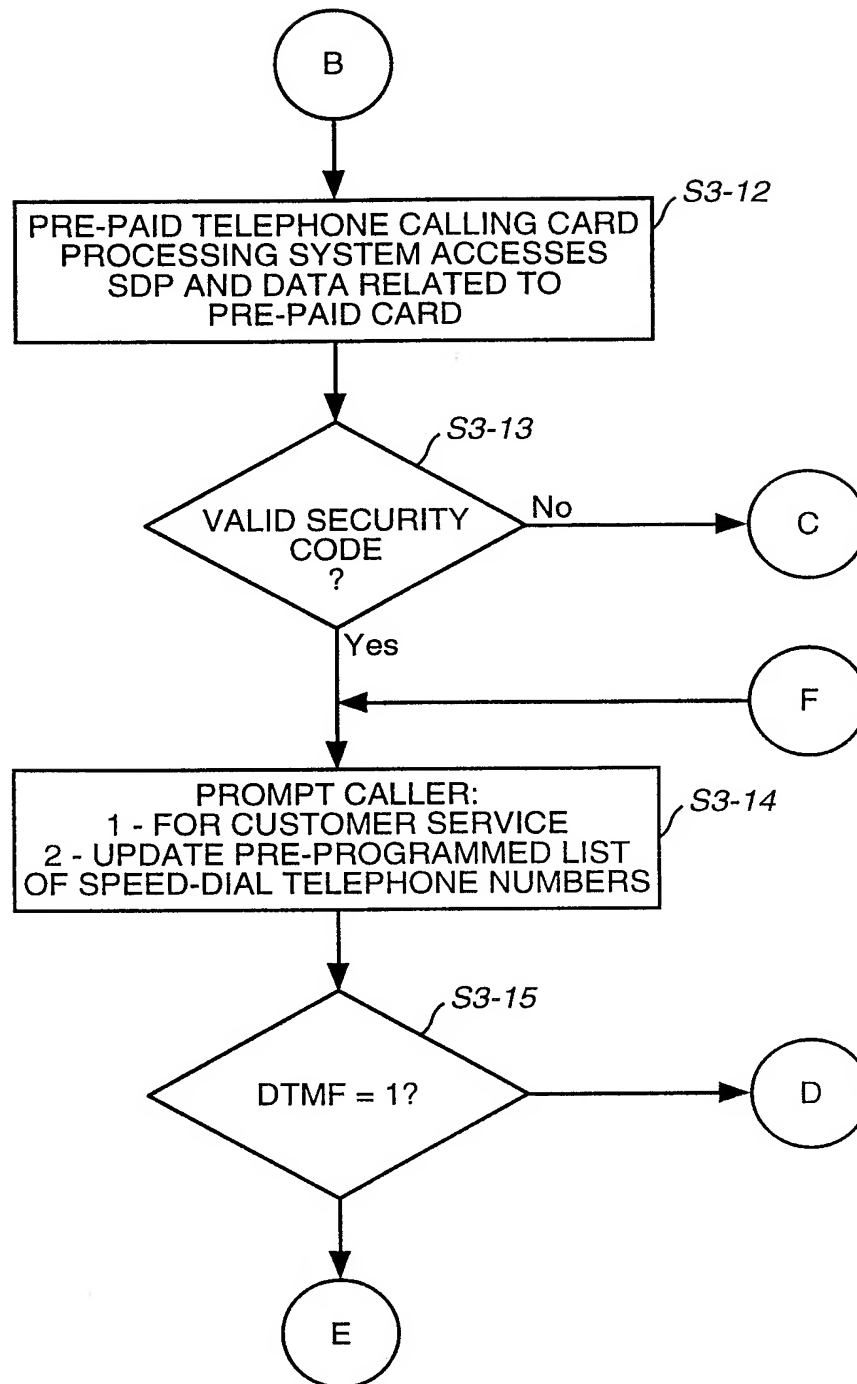 B
S3-12
PRE-PAID TELEPHONE CALLING CARD
PROCESSING SYSTEM ACCESSES
SDP AND DATA RELATED TO
PRE-PAID CARD
S3-13
VALID SECURITY
CODE
?
No
C
Yes
F
PROMPT CALLER:
1 - FOR CUSTOMER SERVICE
2 - UPDATE PRE-PROGRAMMED LIST
OF SPEED-DIAL TELEPHONE NUMBERS
S3-14
S3-15
DTMF = 1?
D
E